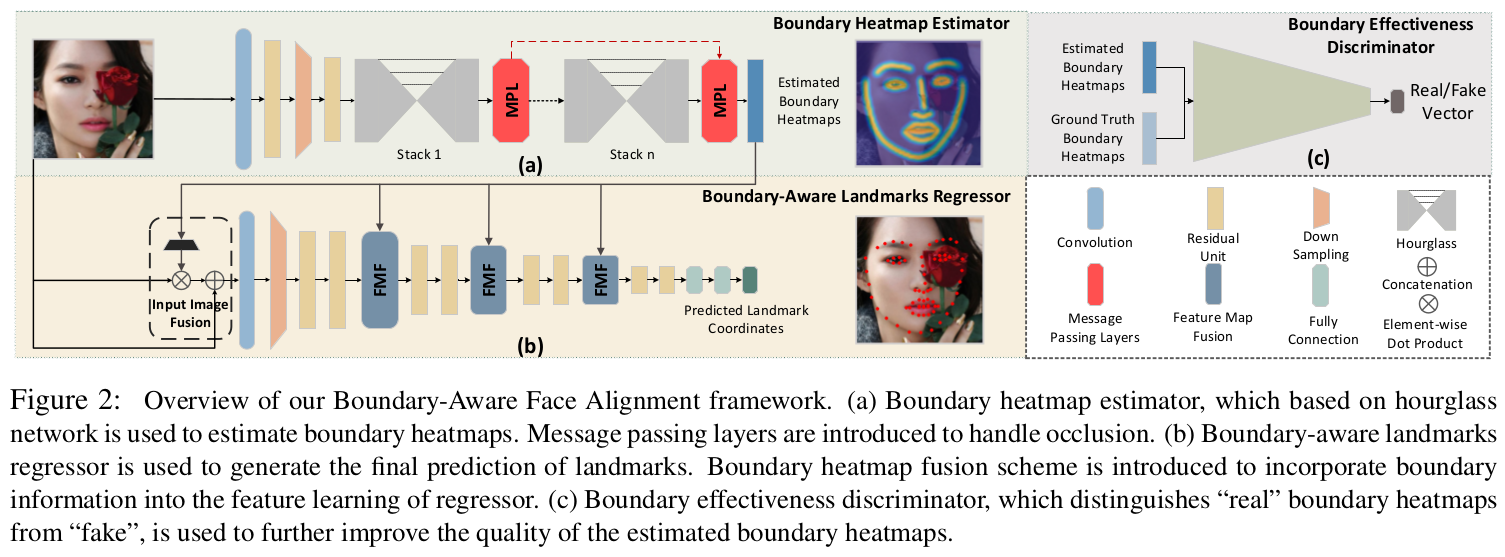 Boundary Heatmap Estimator
MPL
MPL
Estimated
Boundary
Heatmaps
Stack 1
Stack n
(a)
Boundary Effectiveness
Discriminator
Estimated
Boundary
Heatmaps
Ground Truth
Boundary
Heatmaps
Real/Fake
Vector
(c)
Boundary-Aware Landmarks Regressor
Input Image
Fusion
FMF
FMF
FMF
Predicted Landmark
Coordinates
(b)
Convolution
Residual
Unit
Down
Sampling
Hourglass
Concatenation
Message
Passing Layers
Feature Map
Fusion
Fully
Connection
Element-wise
Dot Product
Figure 2: Overview of our Boundary-Aware Face Alignment framework. (a) Boundary heatmap estimator, which based on hourglass
network is used to estimate boundary heatmaps. Message passing layers are introduced to handle occlusion. (b) Boundary-aware landmarks
regressor is used to generate the final prediction of landmarks. Boundary heatmap fusion scheme is introduced to incorporate boundary
information into the feature learning of regressor. (c) Boundary effectiveness discriminator, which distinguishes “real” boundary heatmaps
from “fake”, is used to further improve the quality of the estimated boundary heatmaps.